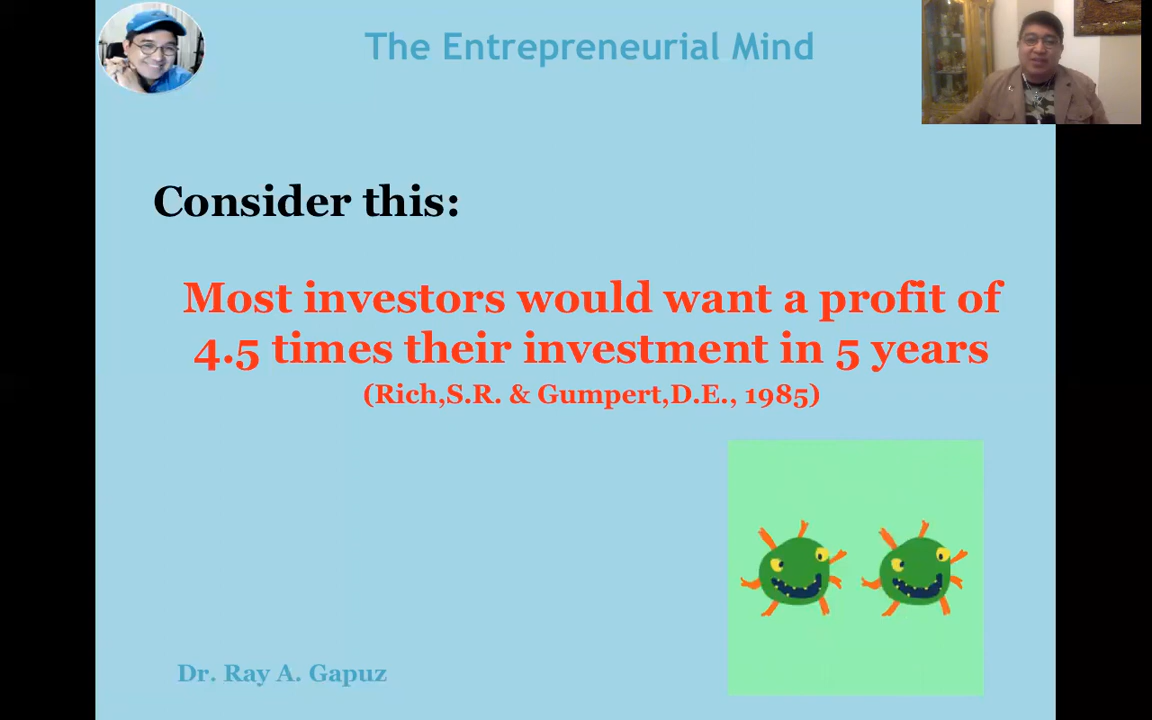 The Entrepreneurial Mind
Consider this:
Most investors would want a profit of
4.5 times their investment in 5 years
(Rich,S.R. & Gumpert,D.E., 1985)
Dr. Ray A. Gapuz